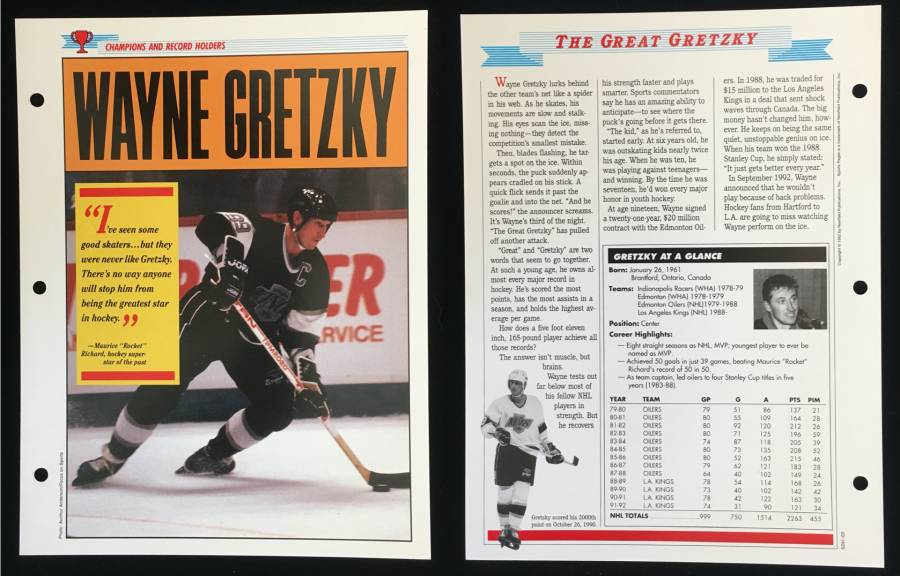 CHAMPIONS AND RECORD HOLDERS
WAYNE GRETZKY
"I've seen some
good skaters...but they
were never like Gretzky.
There's no way anyone
will stop him from
being the greatest star
in hockey."
—Maurice "Rocket"
Richard, hockey super-
star of the past
99
JOFA
C
ER
RVICE
THE GREAT GRETZKY
Wayne Gretzky lurks behind
the other team's net like a spider
in his web. As he skates, his
movements are slow and stalk-
ing. His eyes scan the ice, miss-
ing nothing—they detect the
competition's smallest mistake.
Then, blades flashing, he tar-
gets a spot on the ice. Within
seconds, the puck suddenly ap-
pears cradled on his stick. A
quick flick sends it past the
goalie and into the net. "And he
scores!" the announcer screams.
It's Wayne's third of the night.
"The Great Gretzky" has pulled
off another attack.
"Great" and "Gretzky" are two
words that seem to go together.
At such a young age, he owns al-
most every major record in
hockey. He's scored the most
points, has the most assists in a
season, and holds the highest av-
erage per game.
How does a five foot eleven
inch, 165-pound player achieve all
those records?
The answer isn't muscle, but
brains.
Wayne tests out
far below most of
his fellow NHL
players in
strength. But
he recovers
his strength faster and plays
smarter. Sports commentators
say he has an amazing ability to
anticipate—to see where the
puck's going before it gets there.
"The kid," as he's referred to,
started early. At six years old, he
was outskating kids nearly twice
his age. When he was ten, he
was playing against teenagers—
and winning. By the time he was
seventeen, he'd won every major
honor in youth hockey.
At age nineteen, Wayne signed
a twenty-one-year, $20 million
contract with the Edmonton Oil-
ers. In 1988, he was traded for
$15 million to the Los Angeles
Kings in a deal that sent shock
waves through Canada. The big
money hasn't changed him, how-
ever. He keeps on being the same
quiet, unstoppable genius on ice.
When his team won the 1988
Stanley Cup, he simply stated:
"It just gets better every year."
In September 1992, Wayne
announced that he wouldn't
play because of back problems.
Hockey fans from Hartford to
L.A. are going to miss watching
Wayne perform on the ice.
GRETZKY AT A GLANCE
Born: January 26, 1961
Brantford, Ontario, Canada
Teams: Indianapolis Racers (WHA) 1978-79
Edmonton (WHA) 1978-1979
Edmonton Oilers (NHL)1979-1988
Los Angeles Kings (NHL) 1988-
Position: Center
Career Highlights:
— Eight straight seasons as NHL MVP; youngest player to ever be
named as MVP.
— Achieved 50 goals in just 39 games, beating Maurice "Rocket"
Richard's record of 50 in 50.
— As team captain, led oilers to four Stanley Cup titles in five
years (1983-88).
YEAR TEAM GP G A PTS PIM
79-80 OILERS 79 51 86 137 21
80-81 OILERS 80 55 109 164 28
81-82 OILERS 80 92 120 212 26
82-83 OILERS 80 71 125 196 59
83-84 OILERS 74 87 118 205 39
84-85 OILERS 80 73 135 208 52
85-86 OILERS 80 52 163 215 46
86-87 OILERS 79 62 121 183 28
87-88 OILERS 64 40 102 149 24
88-89 L.A. KINGS 78 54 114 168 26
89-90 L.A. KINGS 73 40 102 142 42
90-91 L.A. KINGS 78 42 122 163 30
91-92 L.A. KINGS 74 31 90 121 34
NHL TOTALS 999 750 1514 2263 455
Gretzky scored his 2000th
point on October 26, 1990.